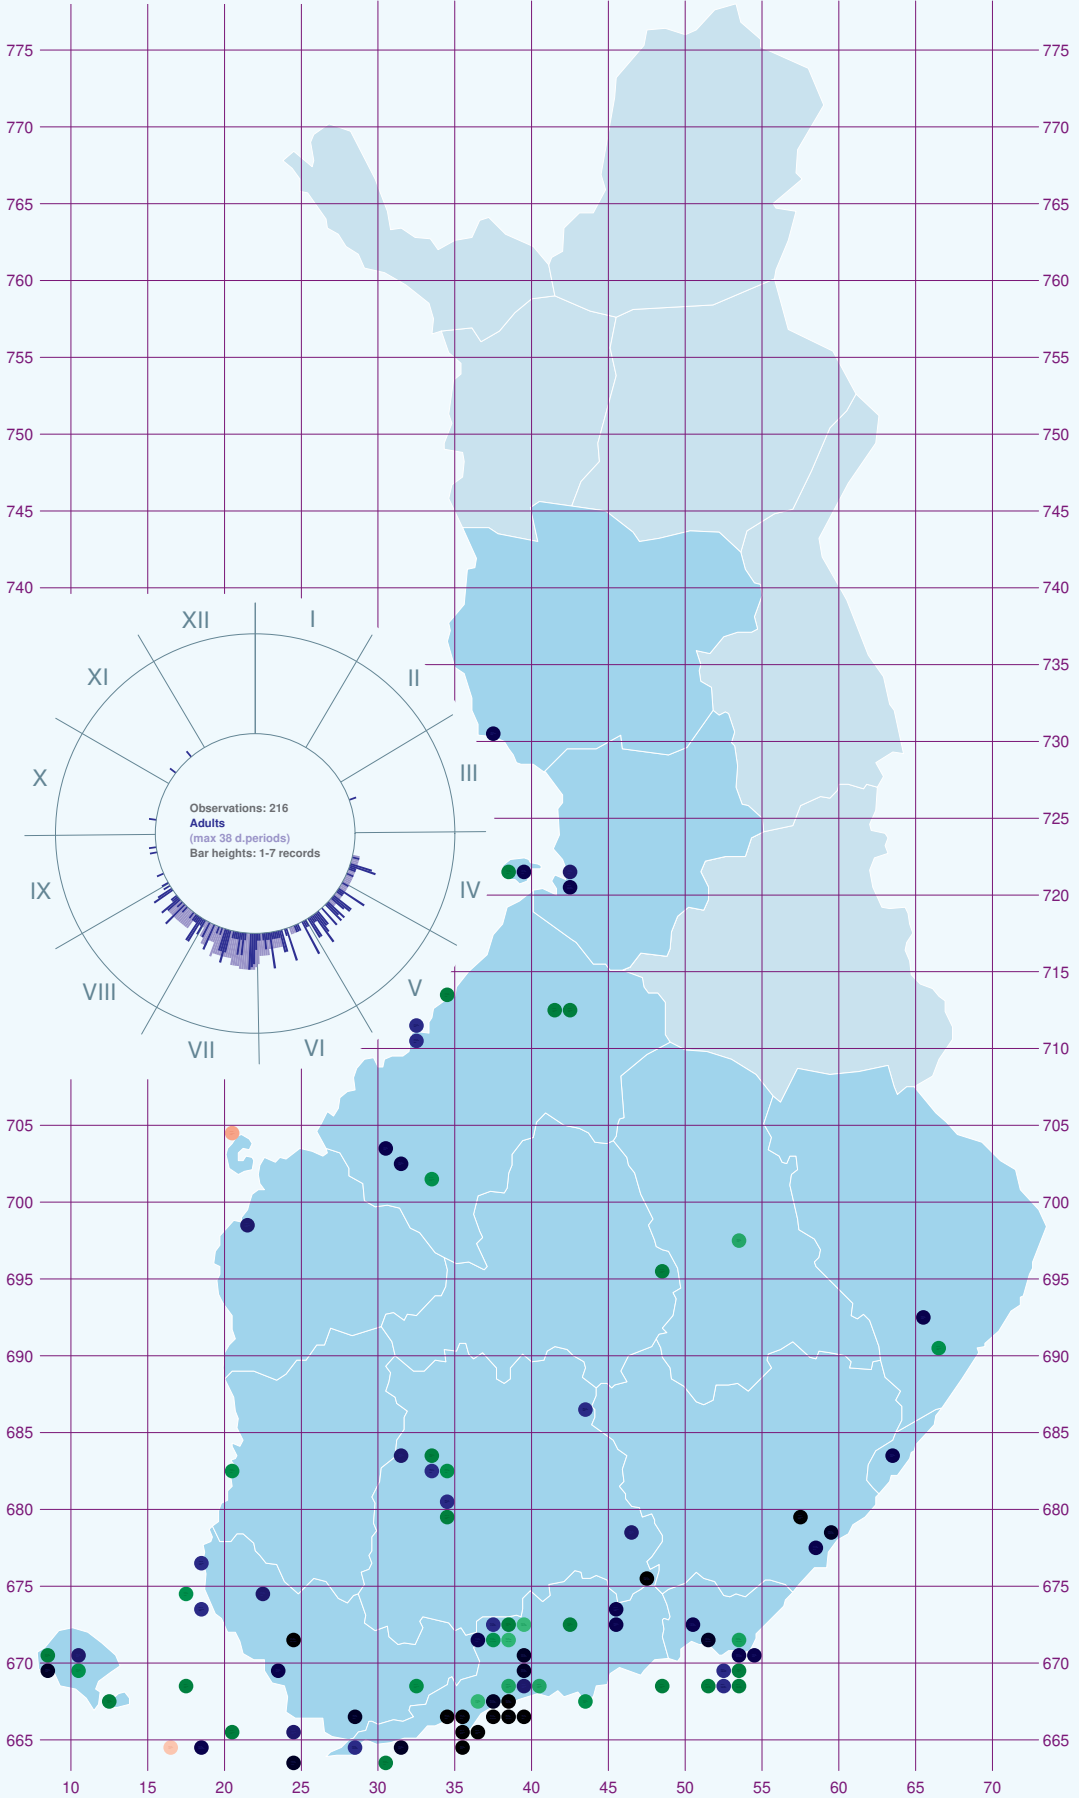 775 775
770 770
765 765
760 760
755 755
750 750
745 745
740 740
XII I
XI II
735 735
730 730
X III
Observations: 216
Adults
(max 38 d.periods)
Bar heights: 1-7 records
725 725
IX IV
720 720
VIII V
715 715
VII VI
710 710
705 705
700 700
695 695
690 690
685 685
680 680
675 675
670 670
665 665
10 15 20 25 30 35 40 45 50 55 60 65 70